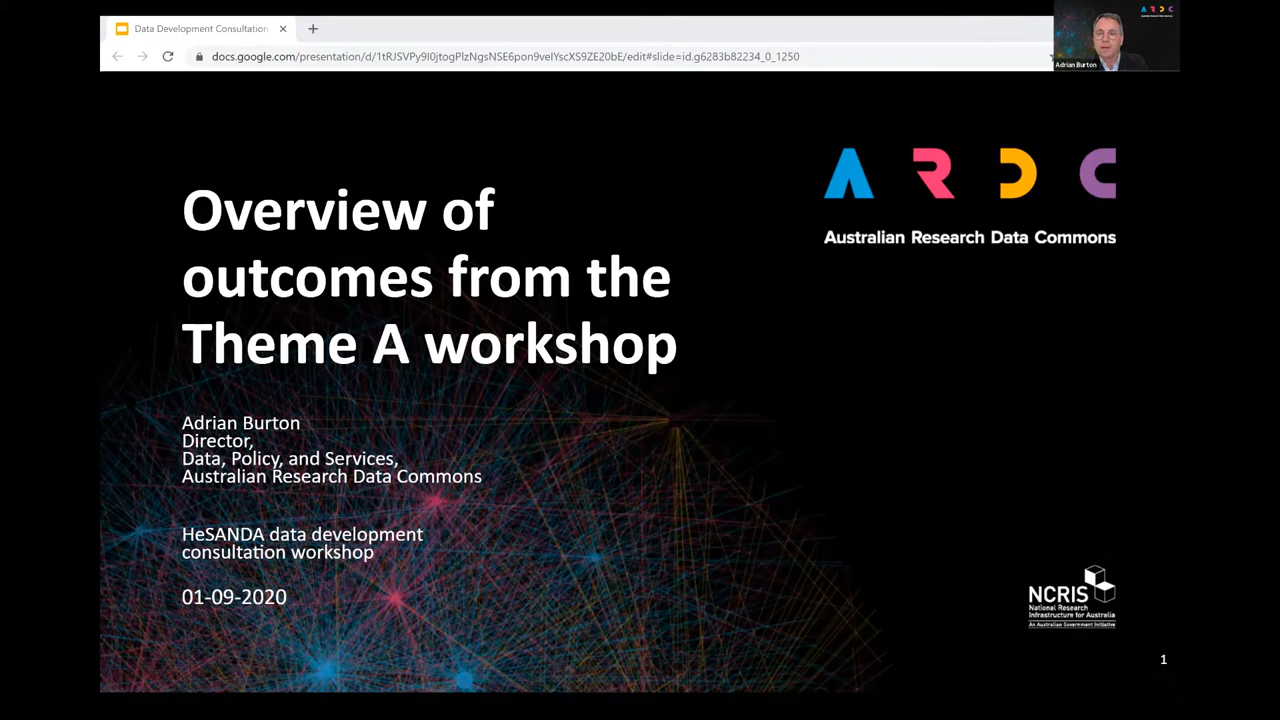 Data Development Consultation
docs.google.com/presentation/d/1tRJSVPy9I0jtogPlzNgsNSE6pon9velYscXS9ZE20bE/edit#slide=id.g6283b82234_0_1250
Adrian Burton
A R D C
Australian Research Data Commons
Overview of
outcomes from the
Theme A workshop
Adrian Burton
Director,
Data, Policy, and Services,
Australian Research Data Commons
HeSANDA data development
consultation workshop
01-09-2020
NCRIS
National Research
Infrastructure for Australia
An Australian Government Initiative
1